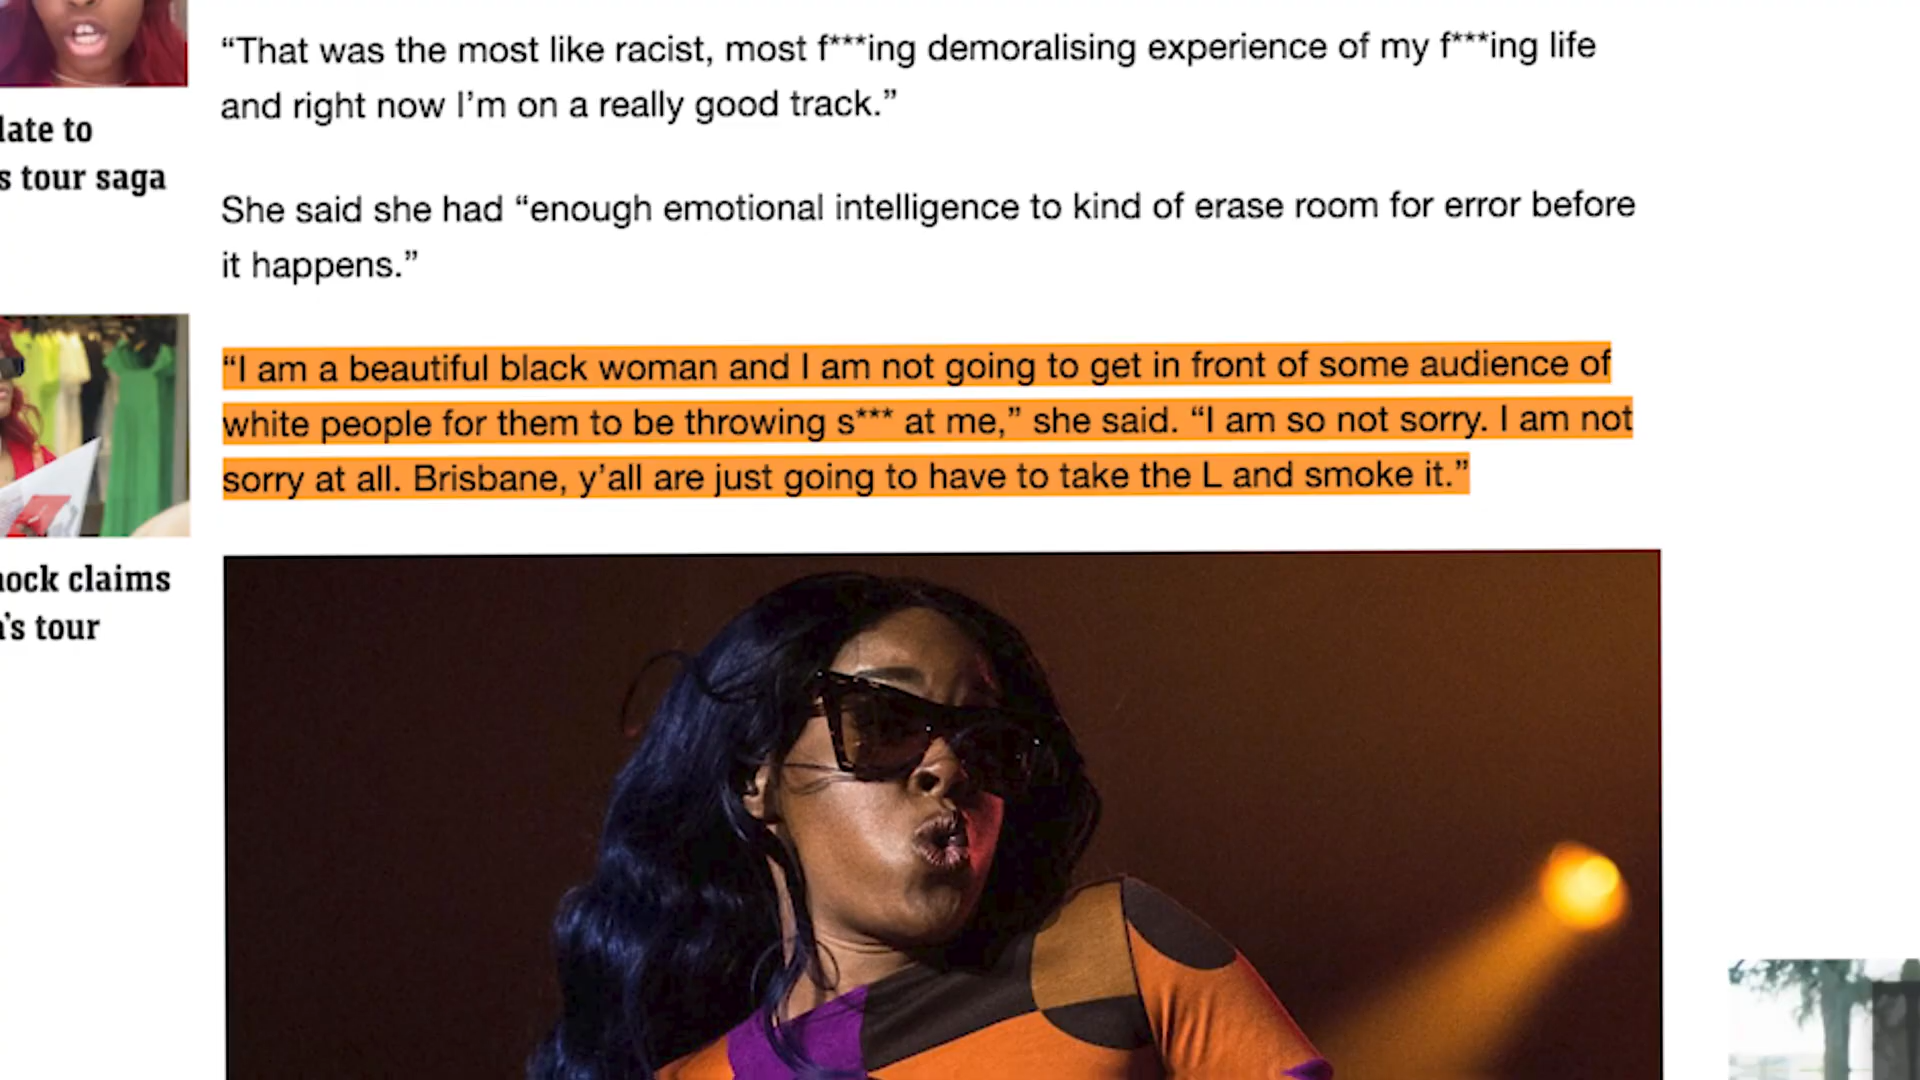 “That was the most like racist, most f***ing demoralising experience of my f***ing life
and right now I’m on a really good track.”
late to
s tour saga
She said she had “enough emotional intelligence to kind of erase room for error before
it happens.”
“I am a beautiful black woman and I am not going to get in front of some audience of
white people for them to be throwing s*** at me,” she said. “I am so not sorry. I am not
sorry at all. Brisbane, y’all are just going to have to take the L and smoke it.”
ock claims
’s tour